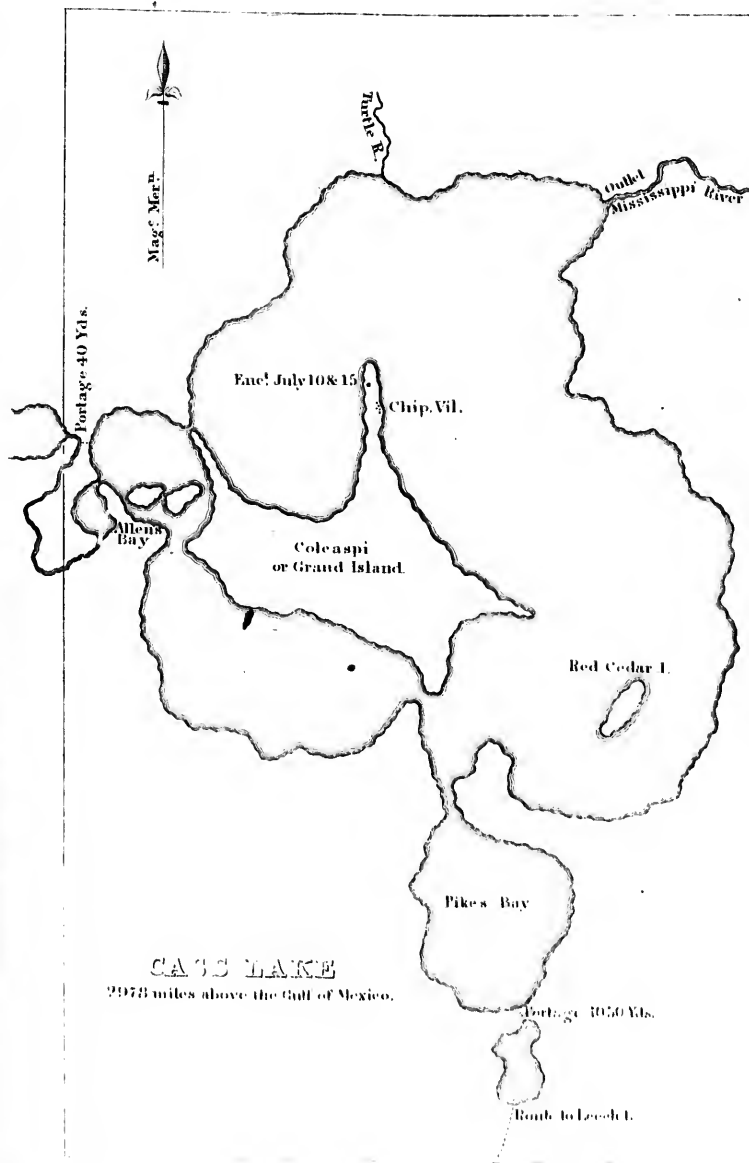 Turtle R.
Outlet
Mississippi River
Mag.c Mer.n
Portage 40 Yds.
Enc.t July 10 & 15
Chip. Vil.
Allens
Bay
Colcaspi
or Grand Island.
Red Cedar I.
Pikes Bay
CASS LAKE
2978 miles above the Gulf of Mexico.
Portage Yds.
Route to Leech L.